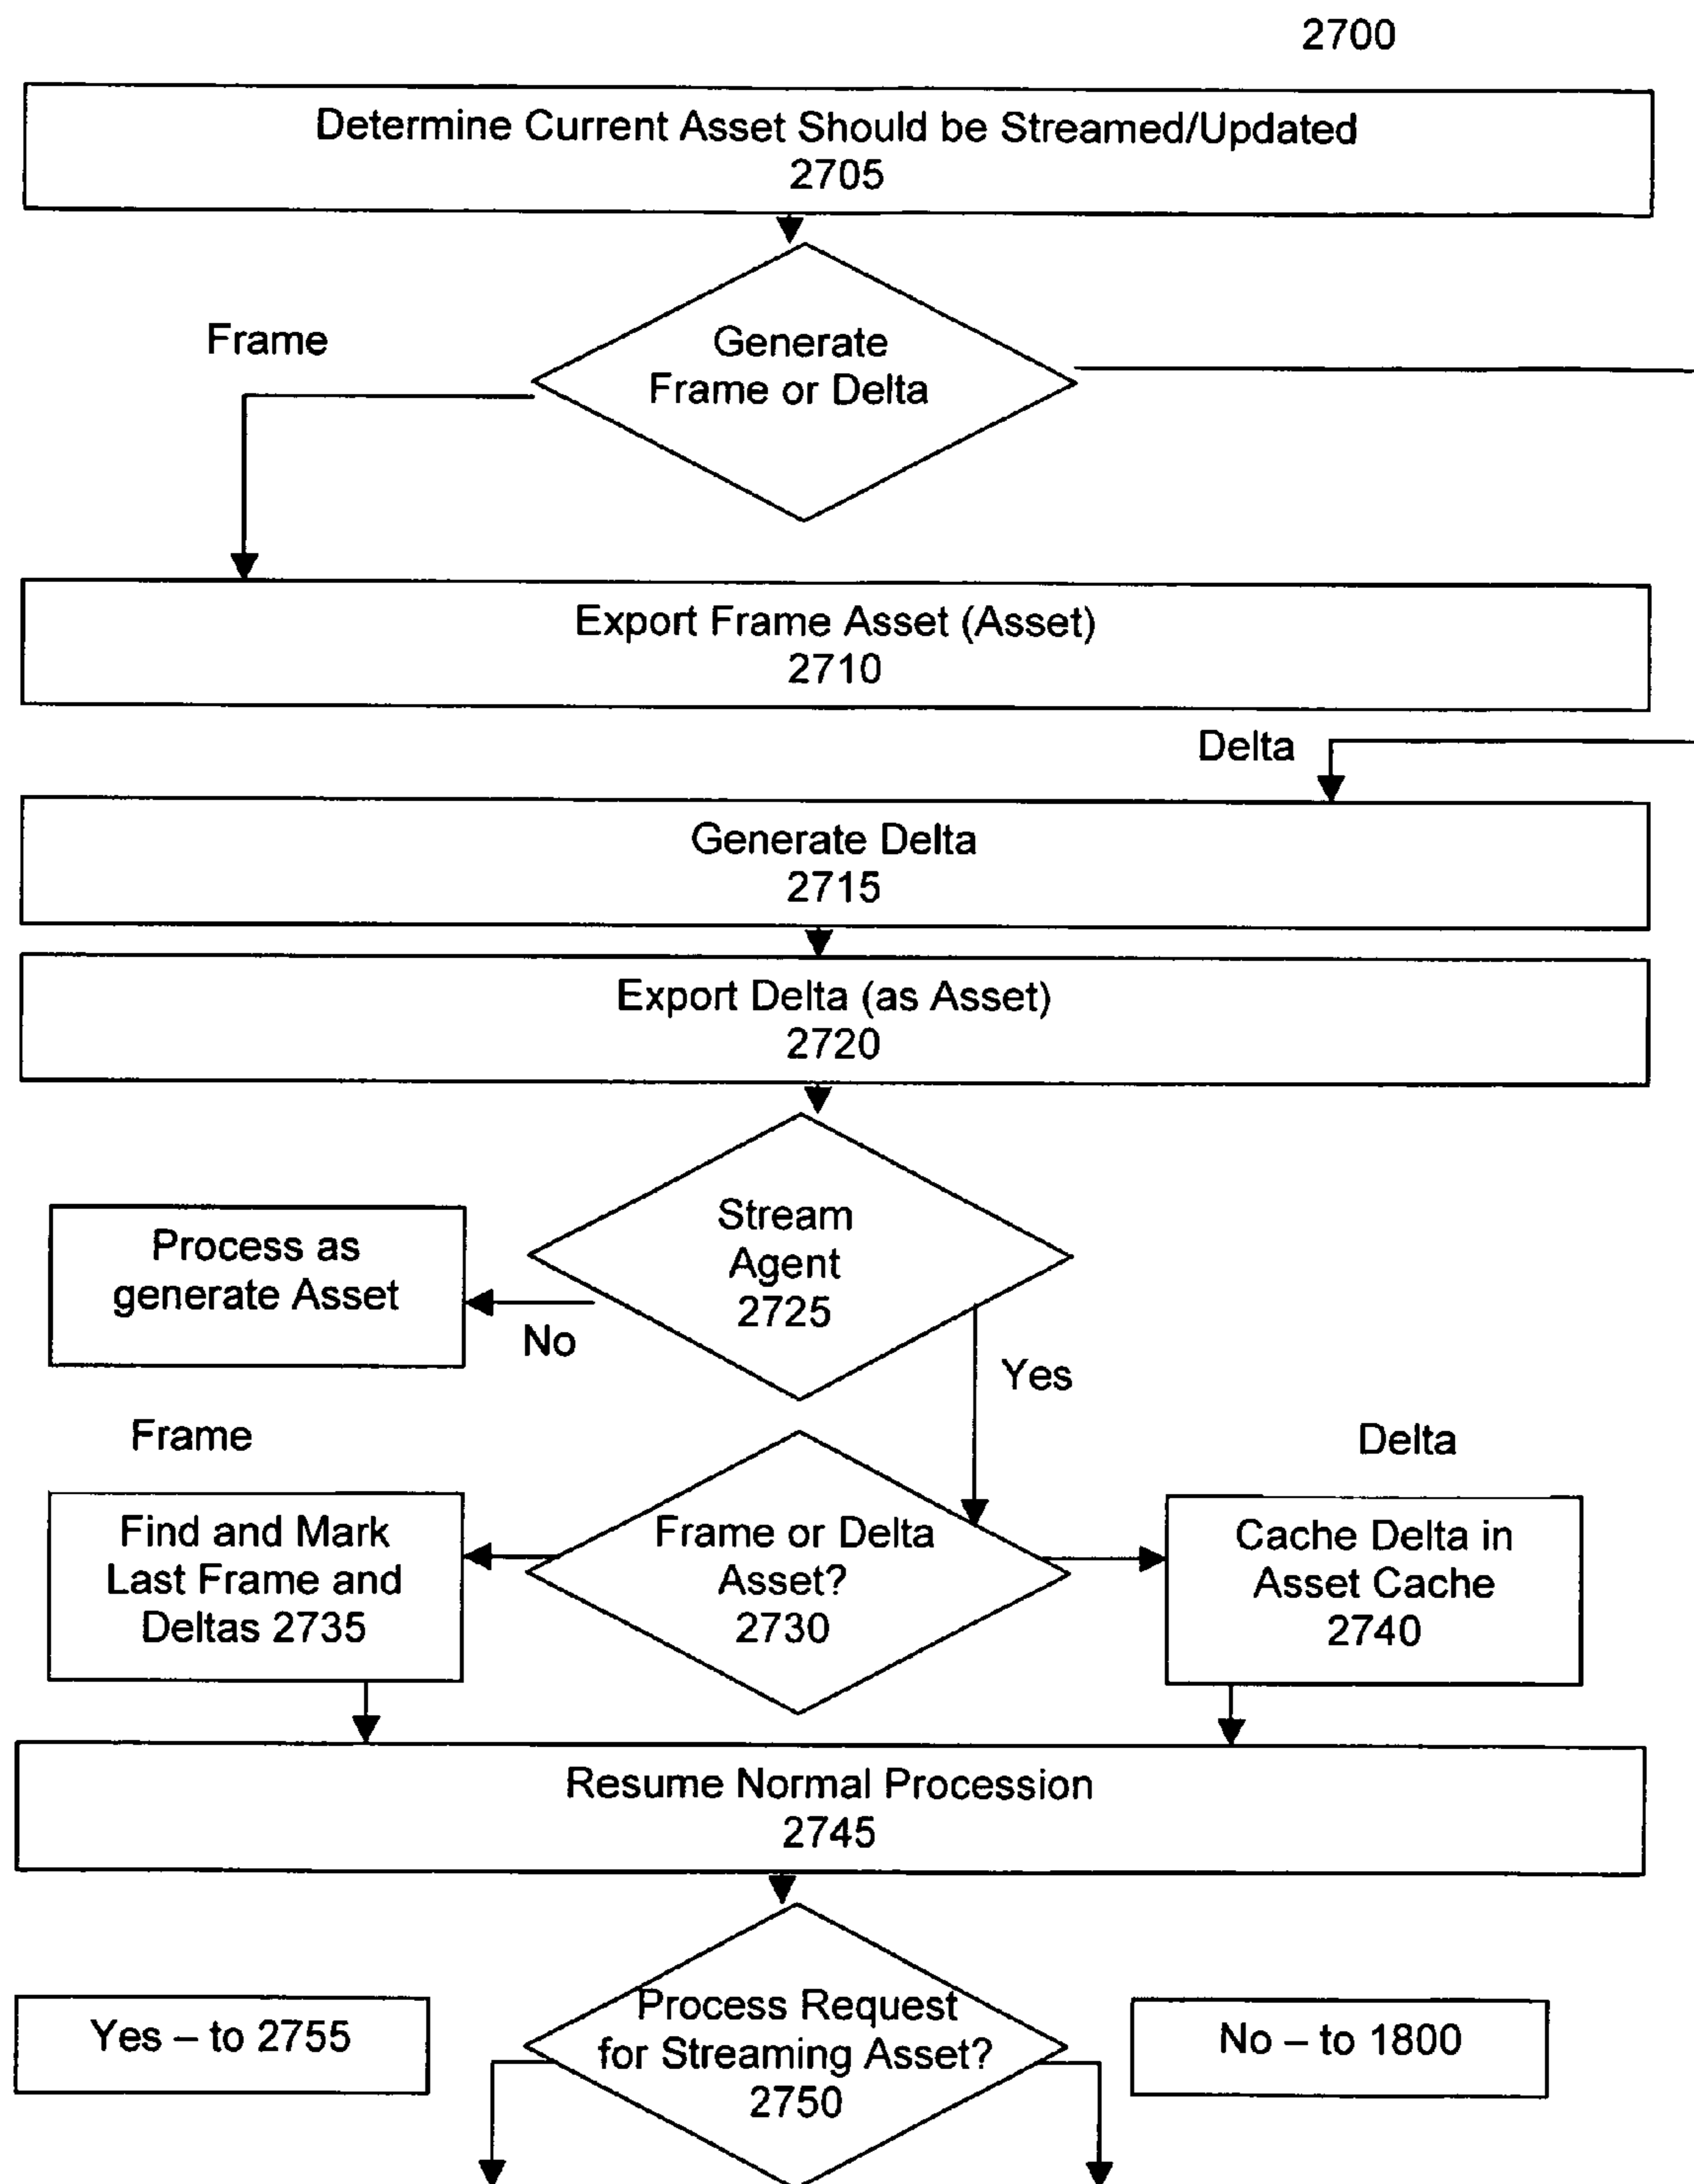 2700
Determine Current Asset Should be Streamed/Updated
2705
Frame
Generate
Frame or Delta
Export Frame Asset (Asset)
2710
Delta
Generate Delta
2715
Export Delta (as Asset)
2720
Stream
Agent
2725
Process as
generate Asset
No
Yes
Frame
Delta
Find and Mark
Last Frame and
Deltas 2735
Frame or Delta
Asset?
2730
Cache Delta in
Asset Cache
2740
Resume Normal Procession
2745
Yes – to 2755
Process Request
for Streaming Asset?
2750
No – to 1800